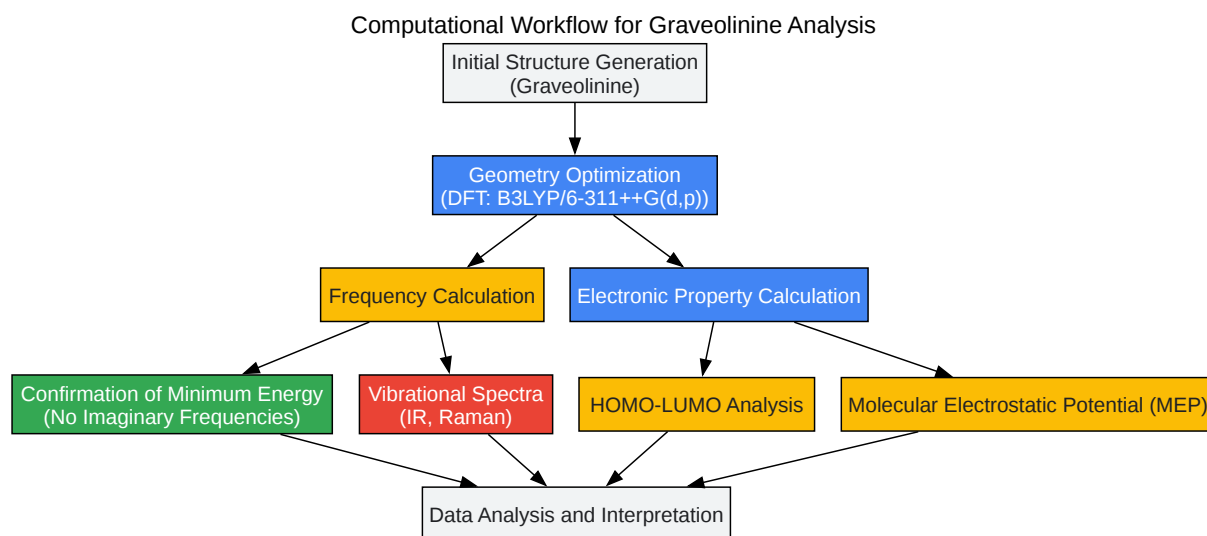 Computational Workflow for Graveolinine Analysis
Initial Structure Generation
(Graveolinine)
Geometry Optimization
(DFT: B3LYP/6-311++G(d,p))
Frequency Calculation
Electronic Property Calculation
Confirmation of Minimum Energy
(No Imaginary Frequencies)
Vibrational Spectra
(IR, Raman)
HOMO-LUMO Analysis
Molecular Electrostatic Potential (MEP)
Data Analysis and Interpretation